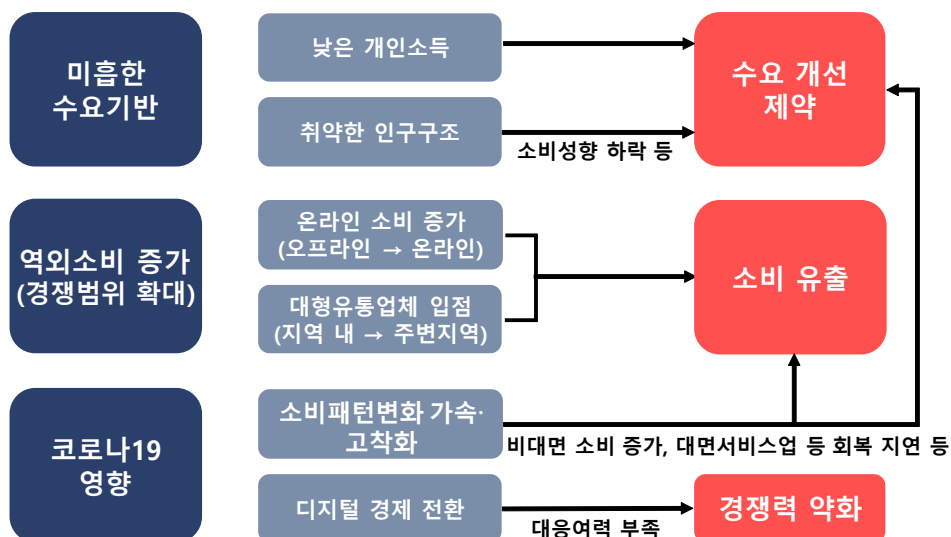 미흡한
수요기반
낮은 개인소득
취약한 인구구조
소비성향 하락 등
수요 개선
제약
역외소비 증가
(경쟁범위 확대)
온라인 소비 증가
(오프라인 → 온라인)
대형유통업체 입점
(지역 내 → 주변지역)
소비 유출
코로나19
영향
소비패턴변화 가속·
고착화
비대면 소비 증가, 대면서비스업 등 회복 지연 등
디지털 경제 전환
대응여력 부족
경쟁력 약화